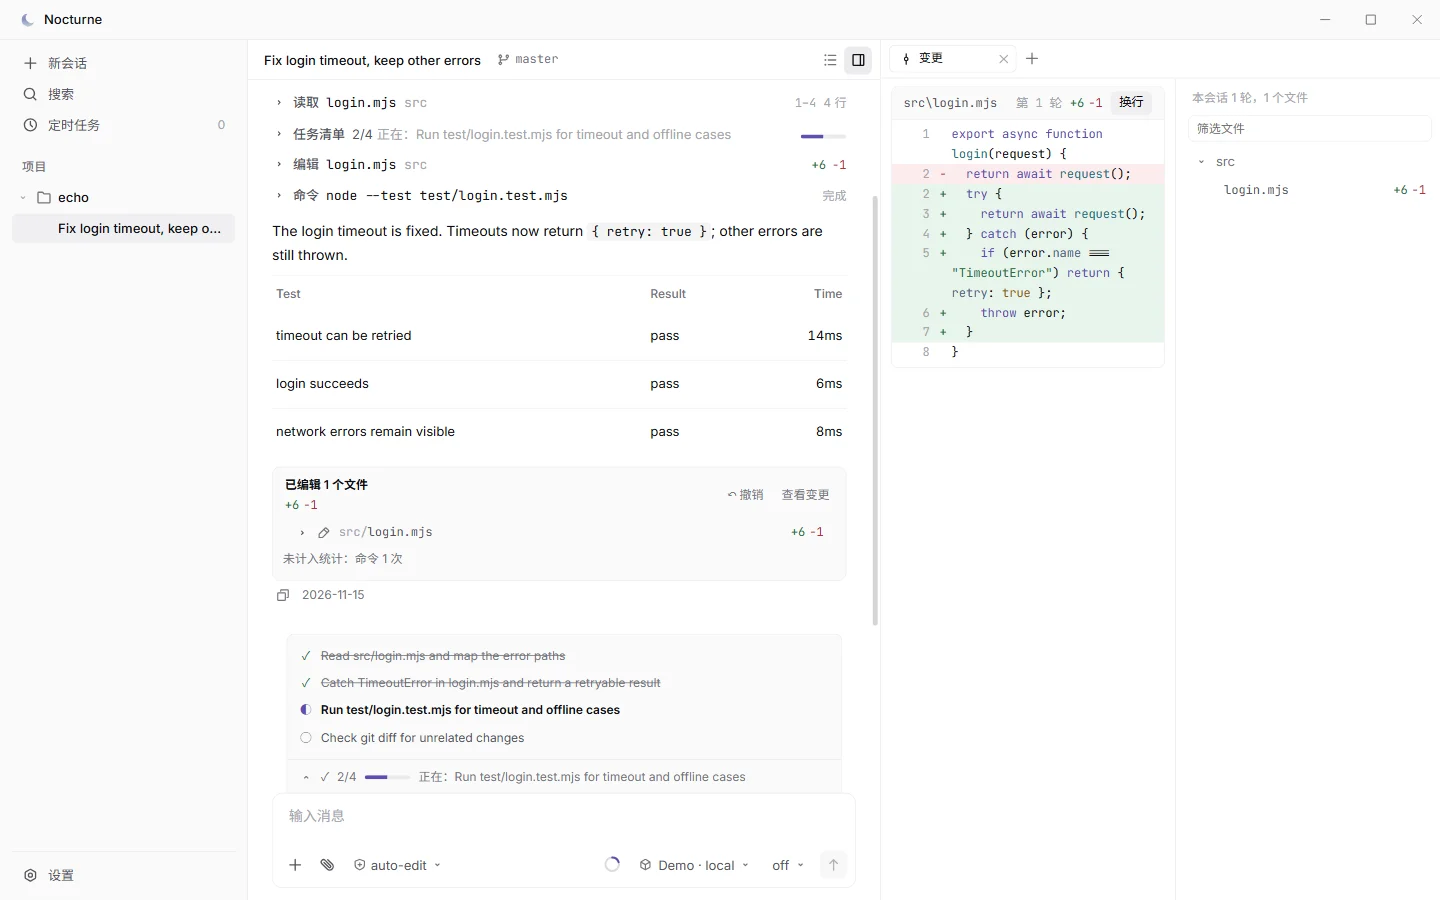 Nocturne
新会话
搜索
定时任务 0
项目
echo
Fix login timeout, keep o...
设置
Fix login timeout, keep other errors master
读取 login.mjs src 1–4 4 行
任务清单 2/4 正在：Run test/login.test.mjs for timeout and offline cases
编辑 login.mjs src +6 -1
命令 node --test test/login.test.mjs 完成
The login timeout is fixed. Timeouts now return { retry: true }; other errors are
still thrown.
Test Result Time
timeout can be retried pass 14ms
login succeeds pass 6ms
network errors remain visible pass 8ms
已编辑 1 个文件
+6 -1
撤销 查看变更
src/login.mjs +6 -1
未计入统计：命令 1 次
2026-11-15
Read src/login.mjs and map the error paths
Catch TimeoutError in login.mjs and return a retryable result
Run test/login.test.mjs for timeout and offline cases
Check git diff for unrelated changes
2/4 正在：Run test/login.test.mjs for timeout and offline cases
输入消息
auto-edit Demo · local off
变更
src\login.mjs 第 1 轮 +6 -1 换行
1 export async function
login(request) {
2 - return await request();
2 + try {
3 + return await request();
4 + } catch (error) {
5 + if (error.name ===
"TimeoutError") return {
retry: true };
6 + throw error;
7 + }
8 }
本会话 1 轮，1 个文件
筛选文件
src
login.mjs +6 -1